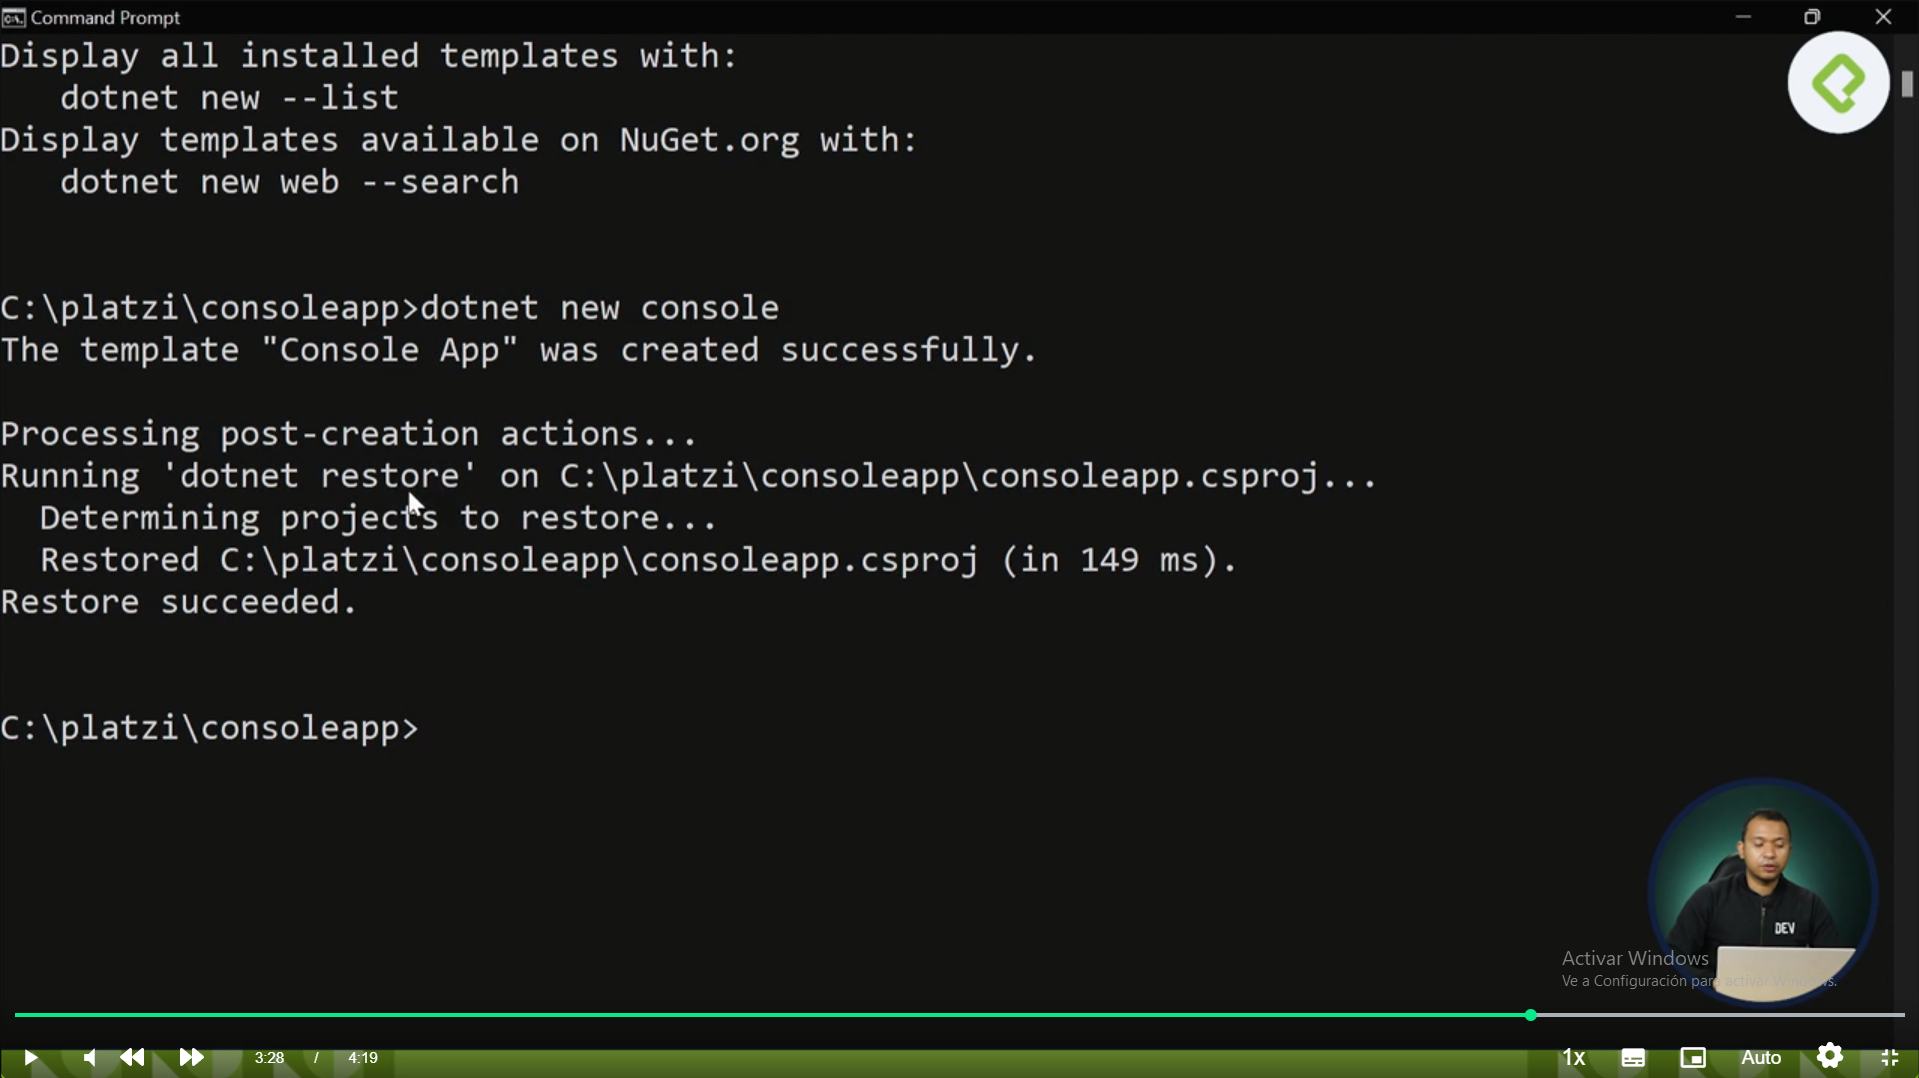 Command Prompt
Display all installed templates with:
dotnet new --list
Display templates available on NuGet.org with:
dotnet new web --search
C:\platzi\consoleapp>dotnet new console
The template "Console App" was created successfully.
Processing post-creation actions...
Running 'dotnet restore' on C:\platzi\consoleapp\consoleapp.csproj...
Determining projects to restore...
Restored C:\platzi\consoleapp\consoleapp.csproj (in 149 ms).
Restore succeeded.
C:\platzi\consoleapp>
DEV
Activar Windows
Ve a Configuración para activar Windows.
3:28 / 4:19
1x
Auto